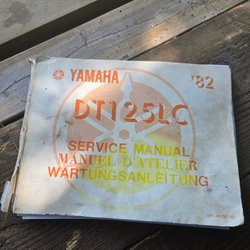 YAMAHA '82
DT125LC
SERVICE MANUAL
MANUEL D'ATELIER
WARTUNGSANLEITUNG